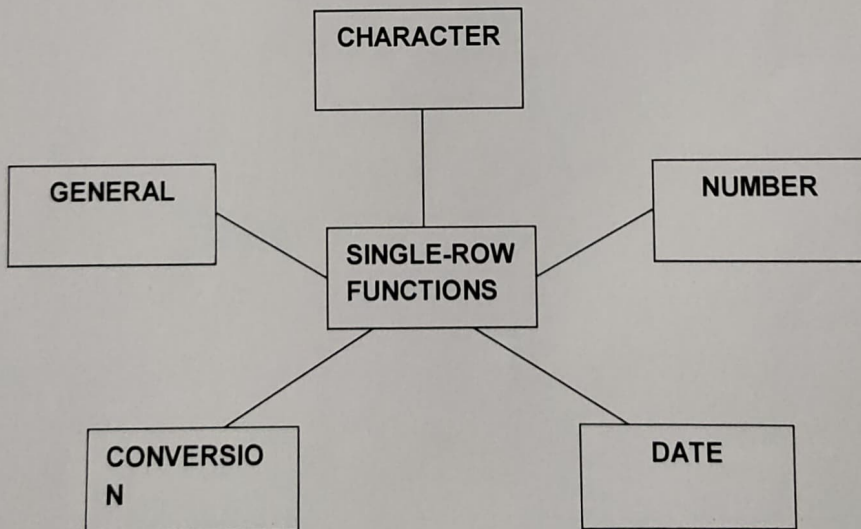 CHARACTER
GENERAL
NUMBER
SINGLE-ROW
FUNCTIONS
CONVERSIO
N
DATE